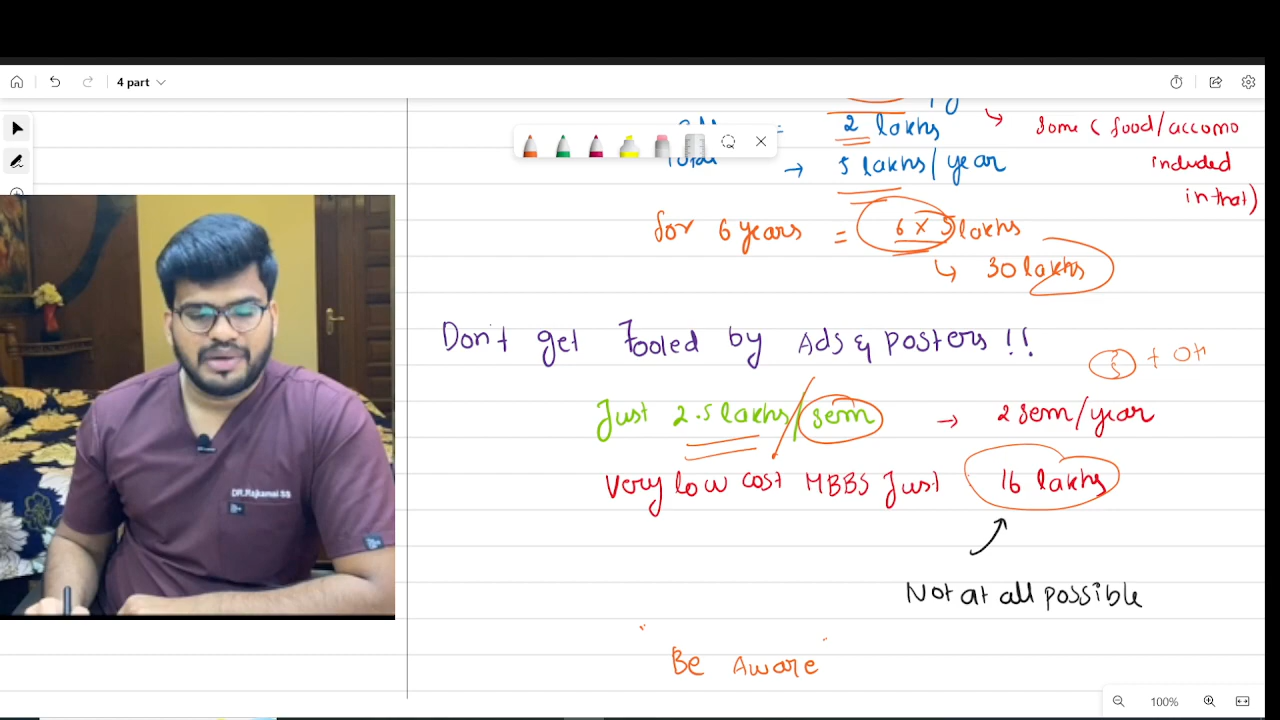 4 part
2 lakhs
some (food/accomo
Total → 5 lakhs/year
included
in that)
for 6 years = 6 x 5 lakhs
↳ 30 lakhs
Don't get Fooled by Ads & Posters !!
5 + Oth
Just 2.5 lakhs/sem → 2 sem/year
Very low cost MBBS Just 16 lakhs
Not at all possible
"Be Aware"
DR.Rajkamal SS
100%